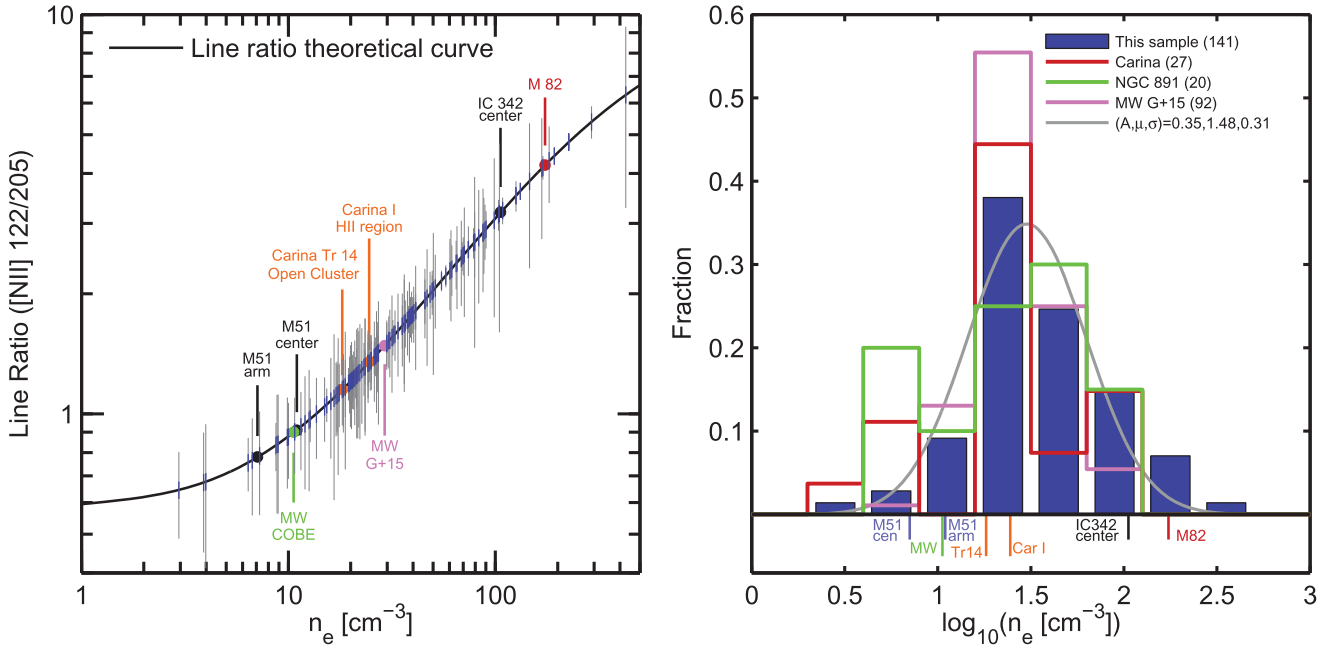 10
1
Line Ratio ([NII] 122/205)
Line ratio theoretical curve
M 82
IC 342
center
Carina I
HII region
Carina Tr 14
Open Cluster
M51
center
M51
arm
MW
G+15
MW
COBE
1
10
100
n_e [cm⁻³]
0.6
0.5
0.4
0.3
0.2
0.1
Fraction
This sample (141)
Carina (27)
NGC 891 (20)
MW G+15 (92)
(A,μ,σ)=0.35,1.48,0.31
M51
cen
MW
M51
arm
Tr14
Car I
IC342
center
M82
0
0.5
1
1.5
2
2.5
3
log₁₀(n_e [cm⁻³])